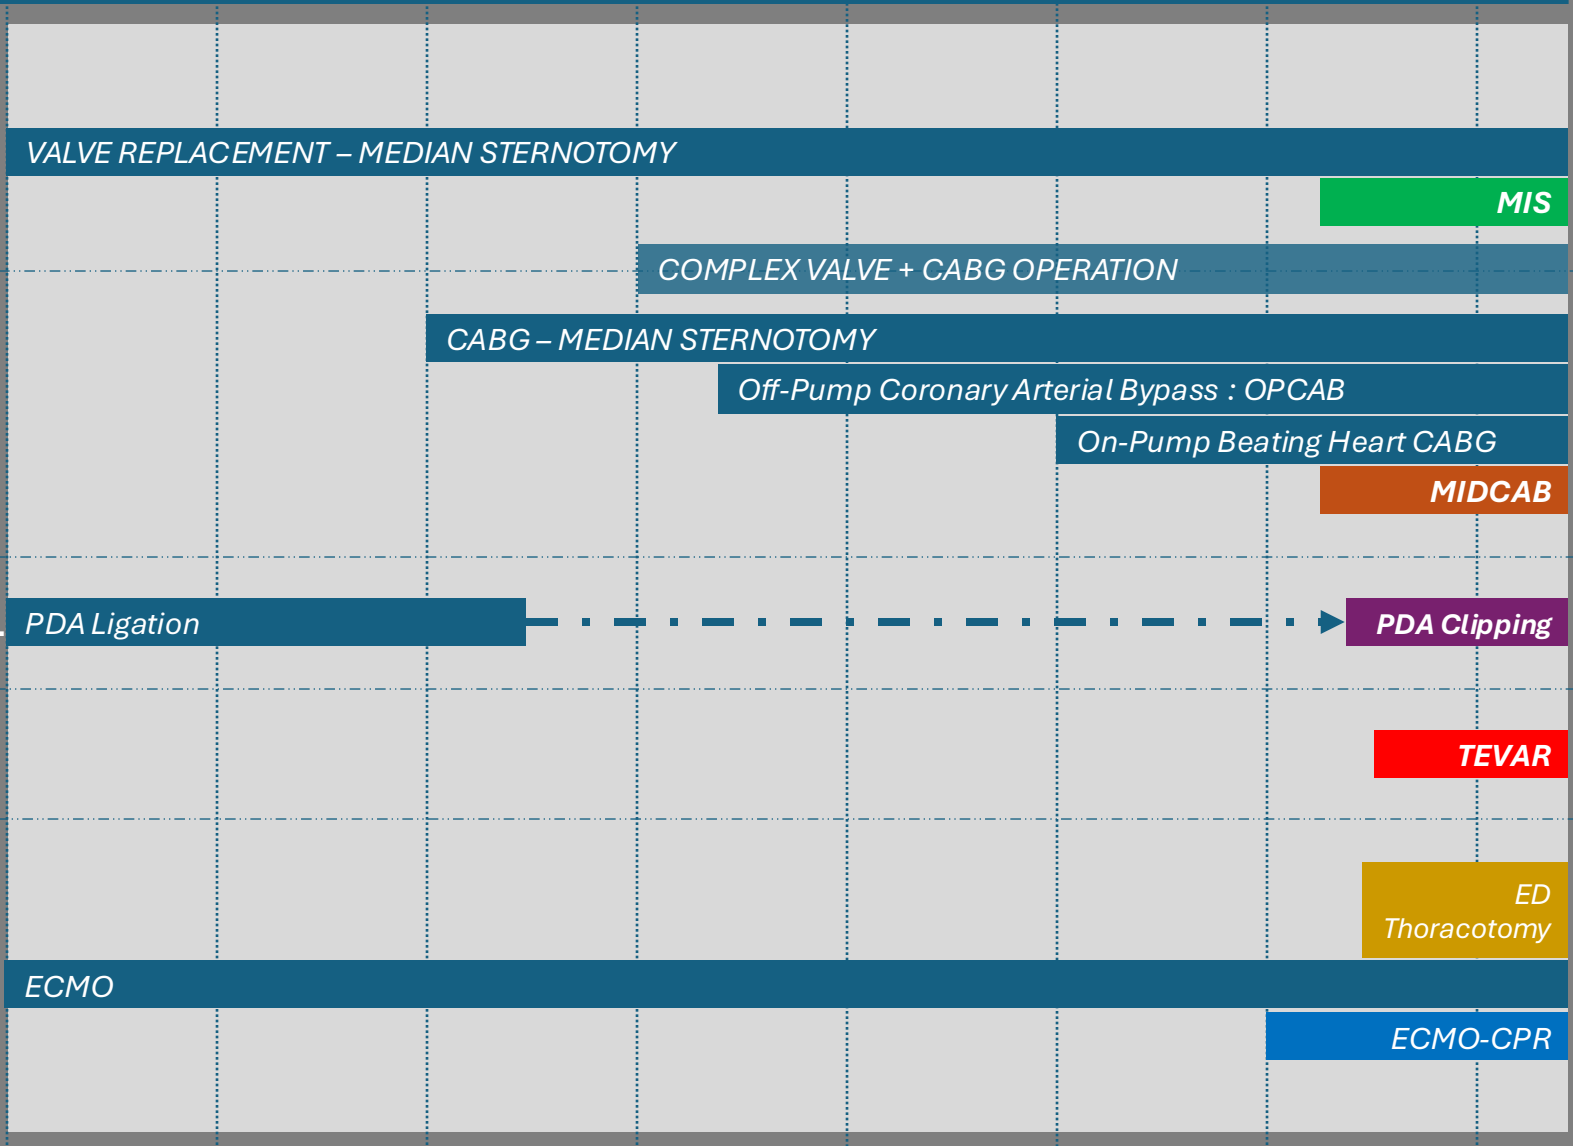 VALVE REPLACEMENT – MEDIAN STERNOTOMY
MIS
COMPLEX VALVE + CABG OPERATION
CABG – MEDIAN STERNOTOMY
Off-Pump Coronary Arterial Bypass : OPCAB
On-Pump Beating Heart CABG
MIDCAB
PDA Ligation
PDA Clipping
TEVAR
ED
Thoracotomy
ECMO
ECMO-CPR